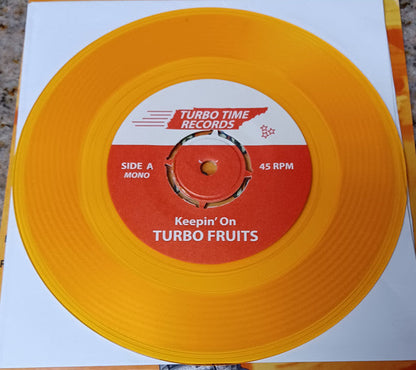 TURBO TIME
RECORDS
SIDE A
MONO
45 RPM
Keepin' On
TURBO FRUITS